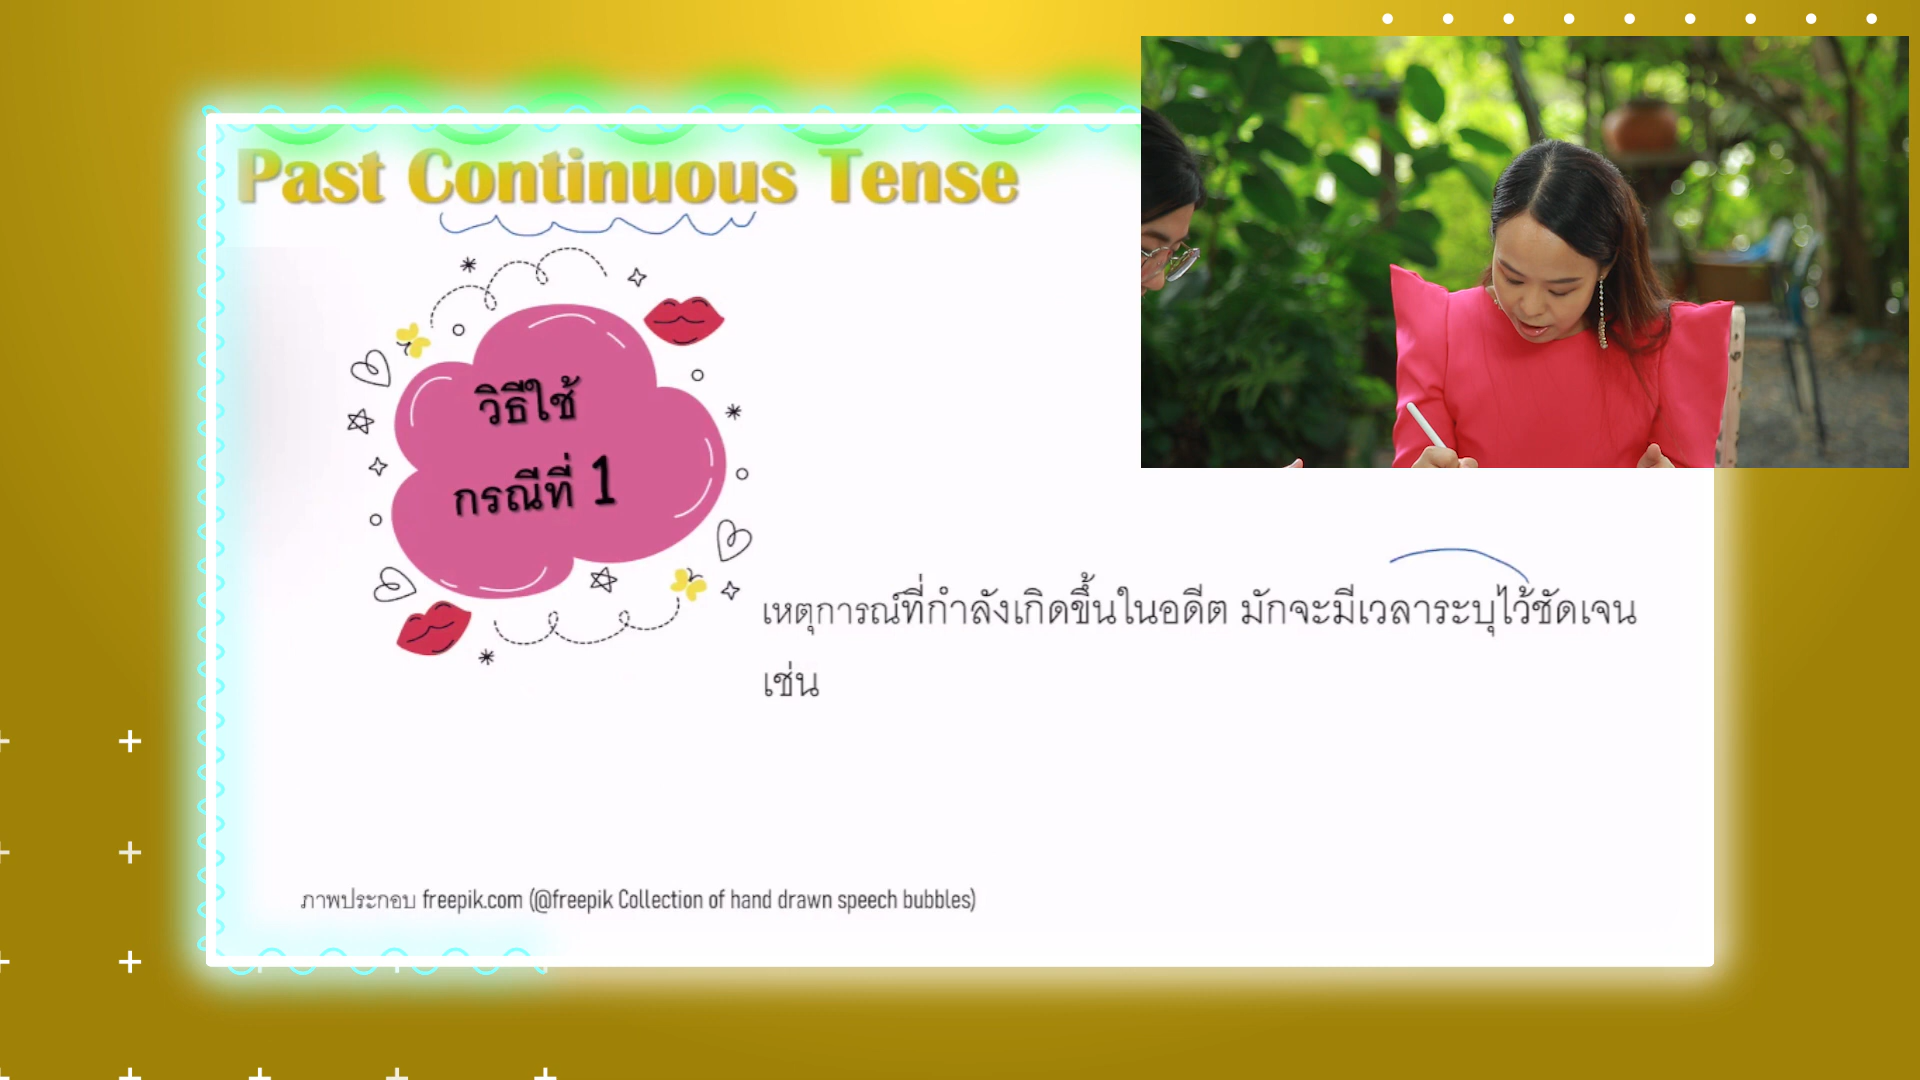 Past Continuous Tense
วิธีใช้
กรณีที่ 1
เหตุการณ์ที่กำลังเกิดขึ้นในอดีต มักจะมีเวลาระบุไว้ชัดเจน
เช่น
ภาพประกอบ freepik.com (@freepik Collection of hand drawn speech bubbles)